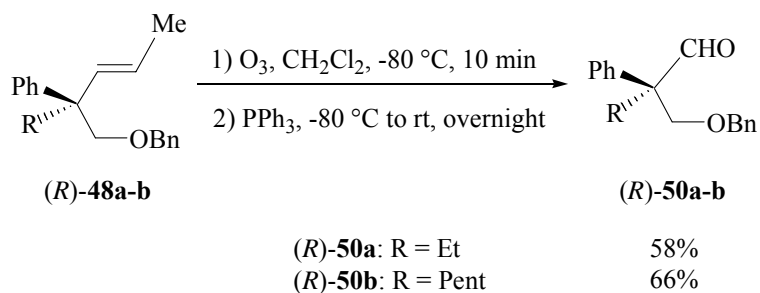 Me
1) O3, CH2Cl2, -80 °C, 10 min
CHO
Ph
Ph
R
2) PPh3, -80 °C to rt, overnight
R
OBn
OBn
(R)-48a-b
(R)-50a-b
(R)-50a: R = Et 58%
(R)-50b: R = Pent 66%